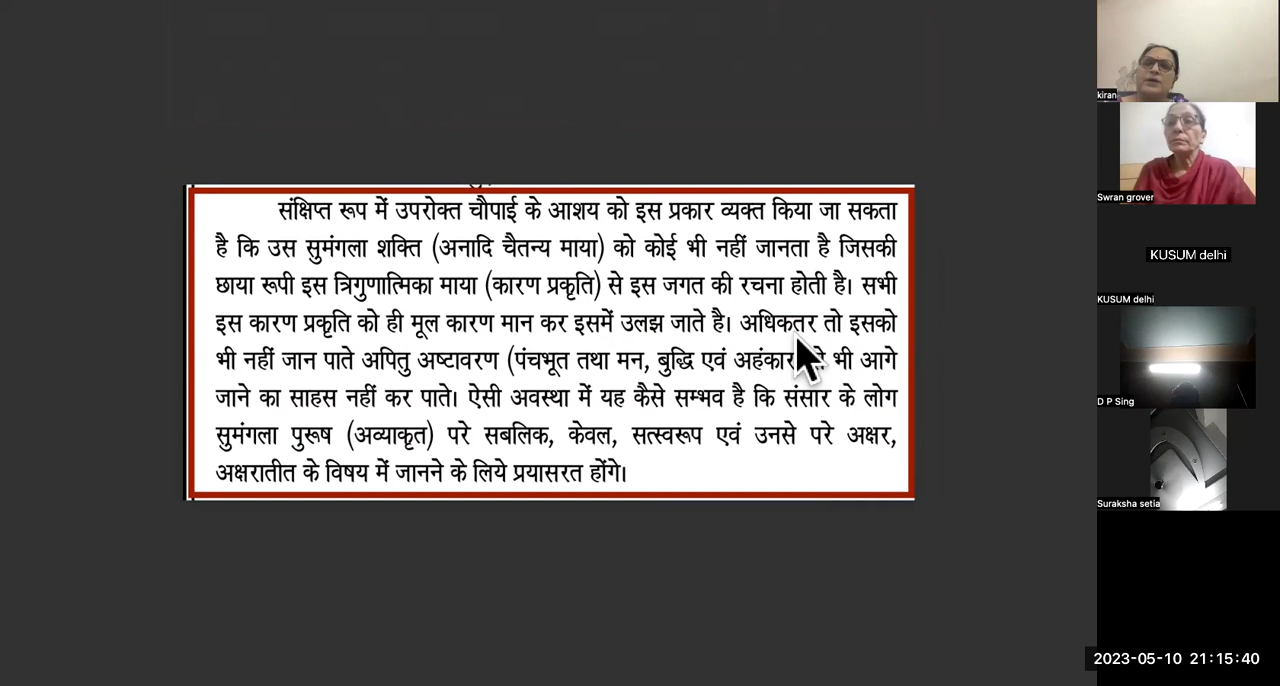 संक्षिप्त रूप में उपरोक्त चौपाई के आशय को इस प्रकार व्यक्त किया जा सकता
है कि उस सुमंगला शक्ति (अनादि चैतन्य माया) को कोई भी नहीं जानता है जिसकी
छाया रूपी इस त्रिगुणात्मिका माया (कारण प्रकृति) से इस जगत की रचना होती है। सभी
इस कारण प्रकृति को ही मूल कारण मान कर इसमें उलझ जाते है। अधिकतर तो इसको
भी नहीं जान पाते अपितु अष्टावरण (पंचभूत तथा मन, बुद्धि एवं अहंकार भी आगे
जाने का साहस नहीं कर पाते। ऐसी अवस्था में यह कैसे सम्भव है कि संसार के लोग
सुमंगला पुरूष (अव्याकृत) परे सबलिक, केवल, सत्स्वरूप एवं उनसे परे अक्षर,
अक्षरातीत के विषय में जानने के लिये प्रयासरत होंगे।
kiran
Swran grover
KUSUM delhi
KUSUM delhi
D P Sing
Suraksha setia
2023-05-10 21:15:40